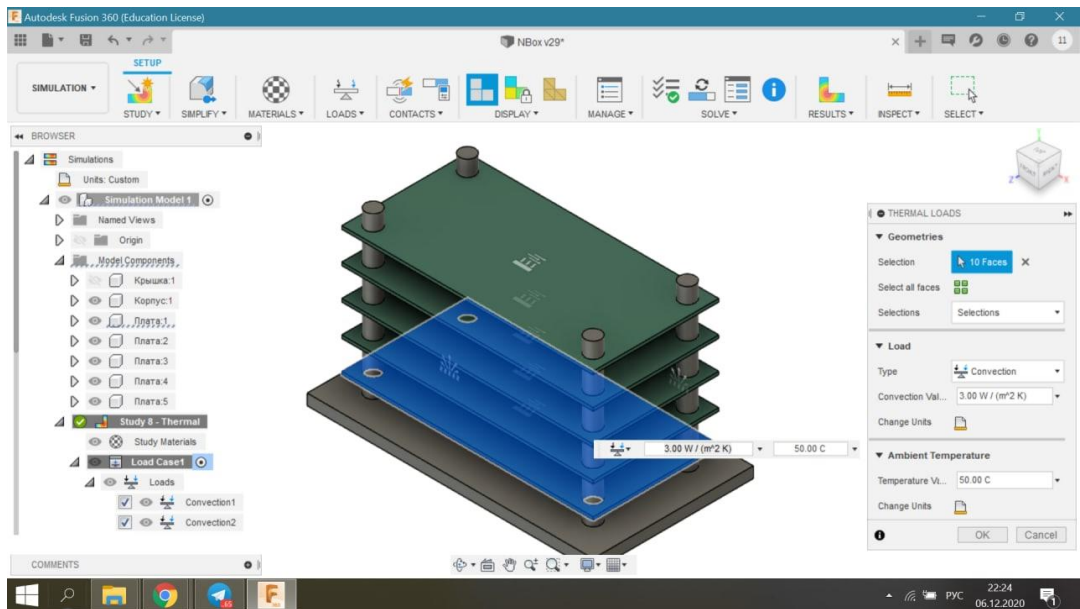 Autodesk Fusion 360 (Education License)
NBox v29*
11
SETUP
SIMULATION
STUDY
SIMPLIFY
MATERIALS
LOADS
CONTACTS
DISPLAY
MANAGE
SOLVE
RESULTS
INSPECT
SELECT
BROWSER
Simulations
Units: Custom
Simulation Model 1
Named Views
Origin
Model Components
Крышка:1
Корпус:1
Плата:1
Плата:2
Плата:3
Плата:4
Плата:5
Study 8 - Thermal
Study Materials
Load Case1
Loads
Convection1
Convection2
COMMENTS
TOP
FRONT
RIGHT
Y
Z
X
3.00 W / (m^2 K)
50.00 C
THERMAL LOADS
Geometries
Selection
10 Faces
Select all faces
Selections
Selections
Load
Type
Convection
Convection Val...
3.00 W / (m^2 K)
Change Units
Ambient Temperature
Temperature V...
50.00 C
Change Units
OK
Cancel
РУС
22:24
06.12.2020
1